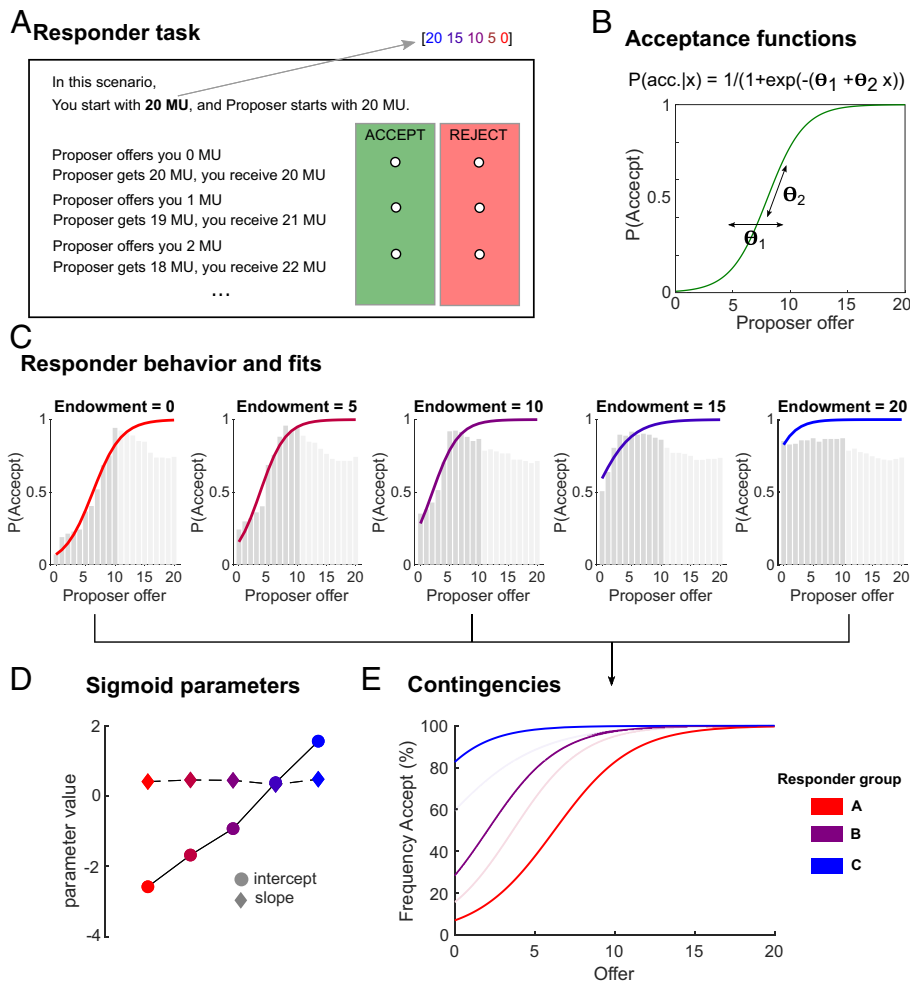 A Responder task
[20 15 10 5 0]
In this scenario,
You start with 20 MU, and Proposer starts with 20 MU.
ACCEPT REJECT
Proposer offers you 0 MU
Proposer gets 20 MU, you receive 20 MU
Proposer offers you 1 MU
Proposer gets 19 MU, you receive 21 MU
Proposer offers you 2 MU
Proposer gets 18 MU, you receive 22 MU
...
B Acceptance functions
P(acc.|x) = 1/(1+exp(-(θ1 +θ2 x))
P(Accecpt)
1
0.5
0
θ2
θ1
0 5 10 15 20
Proposer offer
C
Responder behavior and fits
Endowment = 0
P(Accecpt)
1
0.5
0
0 5 10 15 20
Proposer offer
Endowment = 5
P(Accecpt)
1
0.5
0
0 5 10 15 20
Proposer offer
Endowment = 10
P(Accecpt)
1
0.5
0
0 5 10 15 20
Proposer offer
Endowment = 15
P(Accecpt)
1
0.5
0
0 5 10 15 20
Proposer offer
Endowment = 20
P(Accecpt)
1
0.5
0
0 5 10 15 20
Proposer offer
D Sigmoid parameters
parameter value
2
0
-2
-4
intercept
slope
E Contingencies
Frequency Accept (%)
100
80
60
40
20
0
0 5 10 15 20
Offer
Responder group
A
B
C